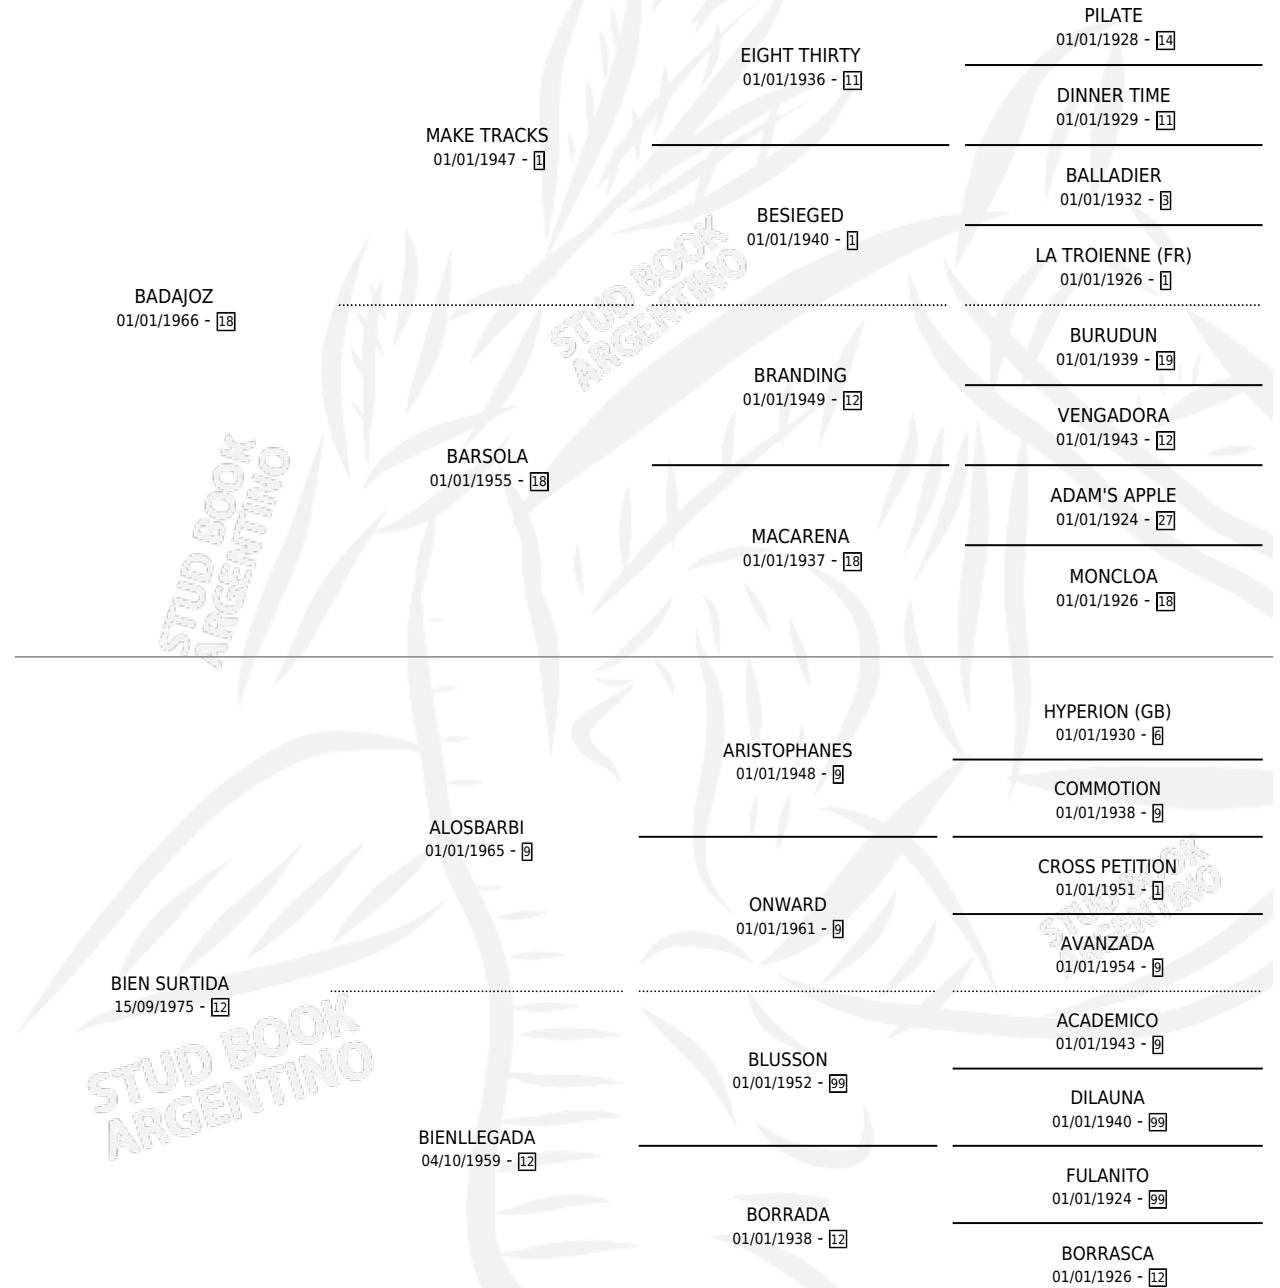 PILATE
01/01/1928 - 14
EIGHT THIRTY
01/01/1936 - 11
DINNER TIME
01/01/1929 - 11
MAKE TRACKS
01/01/1947 - 1
BALLADIER
01/01/1932 - 3
BESIEGED
01/01/1940 - 1
LA TROIENNE (FR)
01/01/1926 - 1
BADAJOZ
01/01/1966 - 18
BURUDUN
01/01/1939 - 19
BRANDING
01/01/1949 - 12
VENGADORA
01/01/1943 - 12
BARSOLA
01/01/1955 - 18
ADAM'S APPLE
01/01/1924 - 27
MACARENA
01/01/1937 - 18
MONCLOA
01/01/1926 - 18
HYPERION (GB)
01/01/1930 - 6
ARISTOPHANES
01/01/1948 - 9
COMMOTION
01/01/1938 - 9
ALOSBARBI
01/01/1965 - 9
CROSS PETITION
01/01/1951 - 1
ONWARD
01/01/1961 - 9
AVANZADA
01/01/1954 - 9
BIEN SURTIDA
15/09/1975 - 12
ACADEMICO
01/01/1943 - 9
BLUSSON
01/01/1952 - 99
DILAUNA
01/01/1940 - 99
BIENLLEGADA
04/10/1959 - 12
FULANITO
01/01/1924 - 99
BORRADA
01/01/1938 - 12
BORRASCA
01/01/1926 - 12
STUD BOOK
ARGENTINO
STUD BOOK
ARGENTINO
STUD BOOK
ARGENTINO
STUD BOOK
ARGENTINO